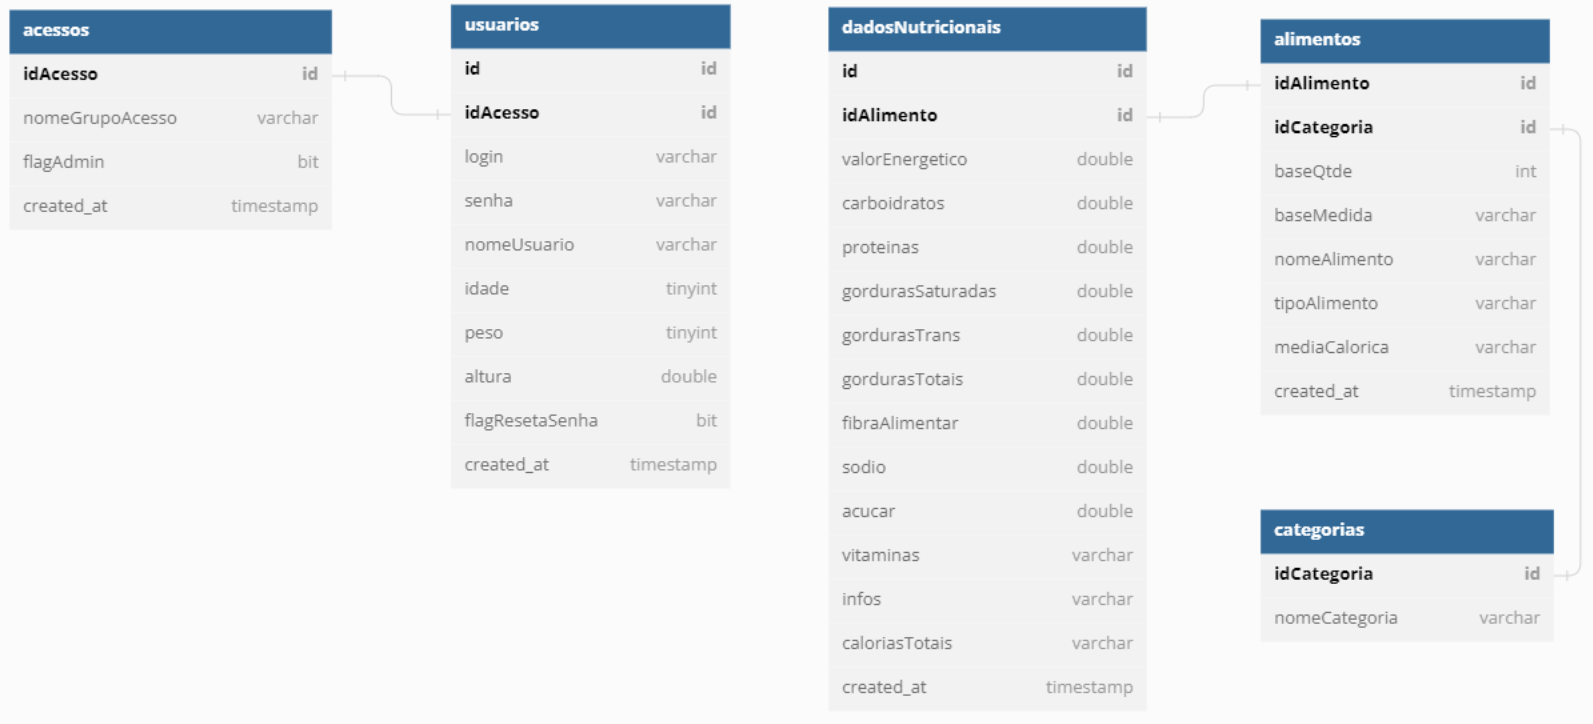 acessos
idAcesso id
nomeGrupoAcesso varchar
flagAdmin bit
created_at timestamp
usuarios
id id
idAcesso id
login varchar
senha varchar
nomeUsuario varchar
idade tinyint
peso tinyint
altura double
flagResetaSenha bit
created_at timestamp
dadosNutricionais
id id
idAlimento id
valorEnergetico double
carboidratos double
proteinas double
gordurasSaturadas double
gordurasTrans double
gordurasTotais double
fibraAlimentar double
sodio double
acucar double
vitaminas varchar
infos varchar
caloriasTotais varchar
created_at timestamp
alimentos
idAlimento id
idCategoria id
baseQtde int
baseMedida varchar
nomeAlimento varchar
tipoAlimento varchar
mediaCalorica varchar
created_at timestamp
categorias
idCategoria id
nomeCategoria varchar